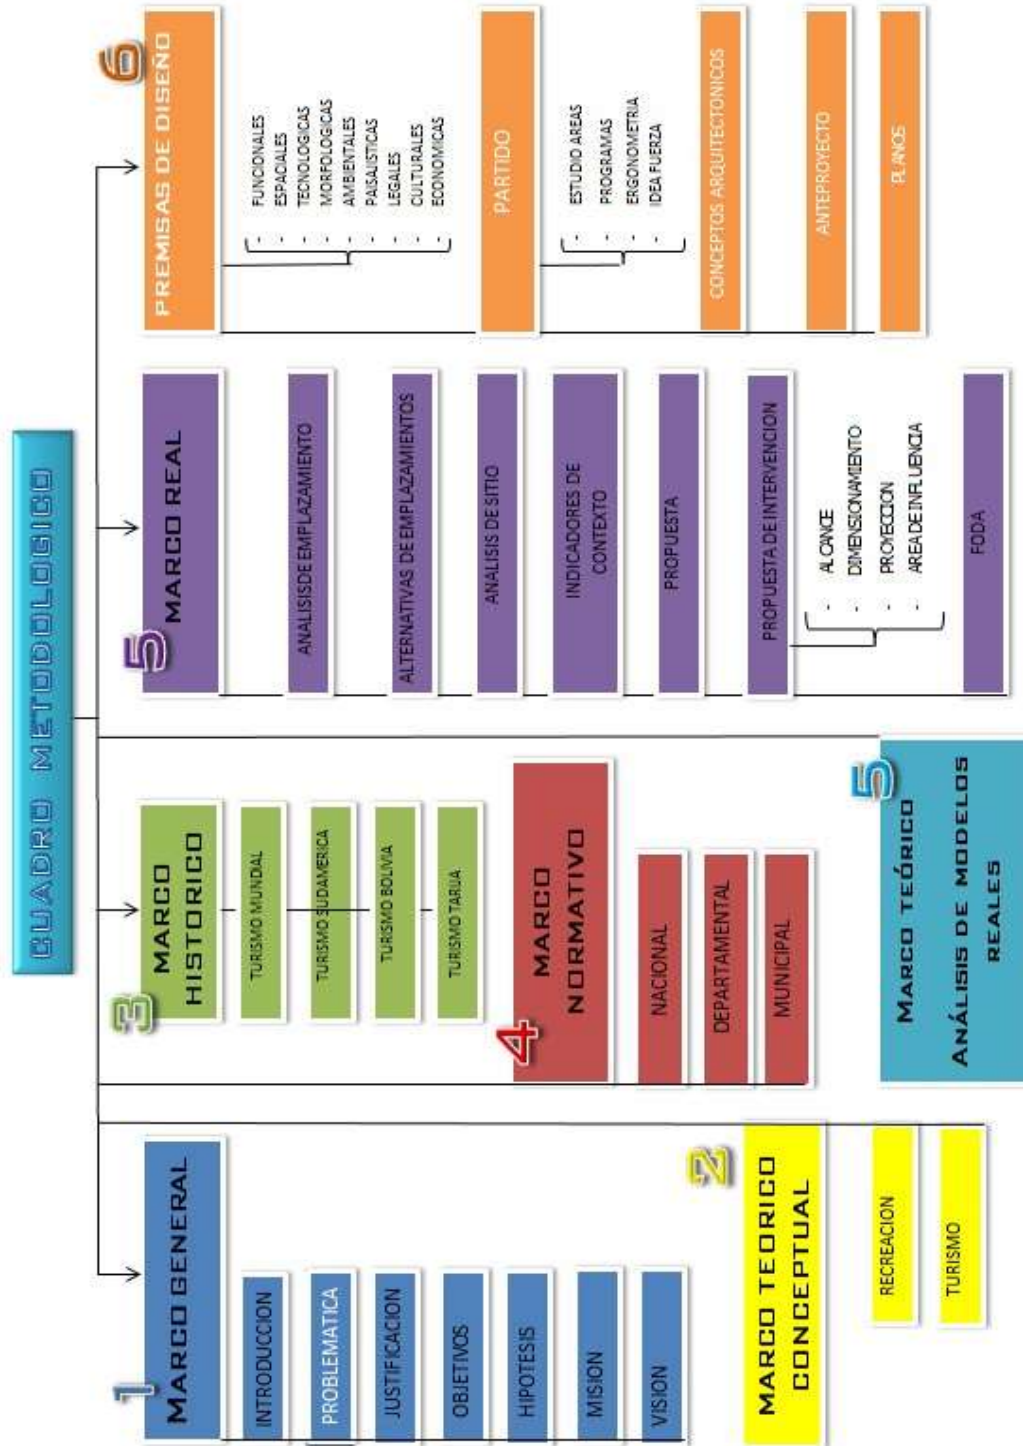 CUADRO METODOLOGICO
1
MARCO GENERAL
INTRODUCCION
PROBLEMATICA
JUSTIFICACION
OBJETIVOS
HIPOTESIS
MISION
VISION
2
MARCO TEORICO
CONCEPTUAL
RECREACION
TURISMO
3
MARCO
HISTORICO
TURISMO MUNDIAL
TURISMO SUDAMERICA
TURISMO BOLIVIA
TURISMO TARIJA
4
MARCO
NORMATIVO
NACIONAL
DEPARTAMENTAL
MUNICIPAL
5
MARCO TEÓRICO
ANÁLISIS DE MODELOS
REALES
5
MARCO REAL
ANALISISDE EMPLAZAMIENTO
ALTERNATIVAS DE EMPLAZAMIENTOS
ANALISIS DE SITIO
INDICADORES DE
CONTEXTO
PROPUESTA
PROPUESTA DE INTERVENCION
- ALCANCE
- DIMENSIONAMIENTO
- PROYECCION
- AREA DE INFLUENCIA
FODA
6
PREMISAS DE DISEÑO
- FUNCIONALES
- ESPACIALES
- TECNOLOGICAS
- MORFOLOGICAS
- AMBIENTALES
- PAISAJISTICAS
- LEGALES
- CULTURALES
- ECONOMICAS
PARTIDO
- ESTUDIO AREAS
- PROGRAMAS
- ERGONOMETRIA
- IDEA FUERZA
CONCEPTOS ARQUITECTONICOS
ANTEPROYECTO
PLANOS